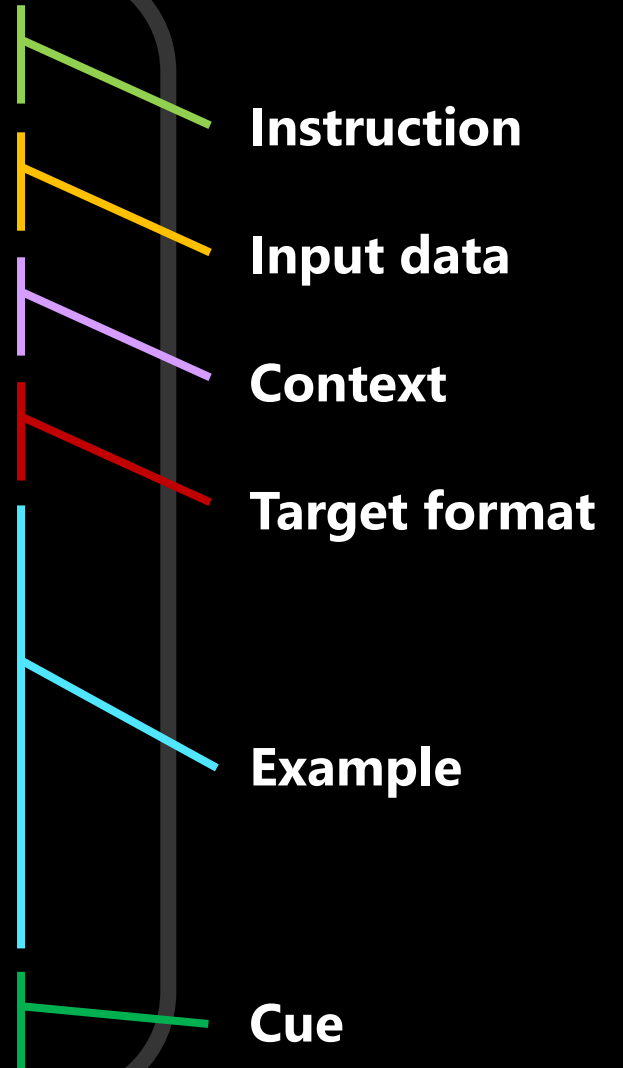 Instruction
Input data
Context
Target format
Example
Cue